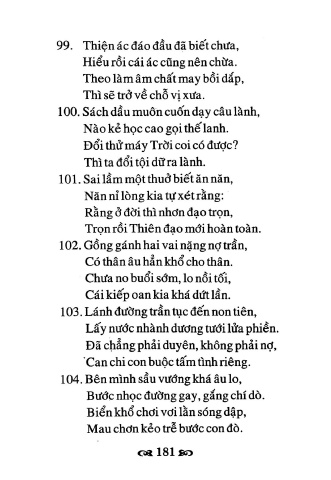 99. Thiện ác đáo đầu đã biết chưa,
Hiểu rồi cái ác cũng nên chừa.
Theo làm âm chất may bồi dấp,
Thì sẽ trở về chỗ vị xưa.
100. Sách dầu muôn cuốn dạy câu lành,
Nào kẻ học cao gọi thế lanh.
Đổi thử máy Trời coi có được?
Thì ta đổi tội dữ ra lành.
101. Sai lầm một thuở biết ăn năn,
Năn nỉ lòng kia tự xét rằng:
Rằng ở đời thì nhơn đạo trọn,
Trọn rồi Thiên đạo mới hoàn toàn.
102. Gồng gánh hai vai nặng nợ trần,
Có thân âu hẳn khổ cho thân.
Chưa no buổi sớm, lo nồi tối,
Cái kiếp oan kia khá dứt lần.
103. Lánh đường trần tục đến non tiên,
Lấy nước nhành dương tưới lửa phiền.
Đã chẳng phải duyên, không phải nợ,
Can chi con buộc tấm tình riêng.
104. Bên mình sầu vướng khá âu lo,
Bước nhọc đường gay, gắng chí dò.
Biển khổ chơi vơi lằn sóng dập,
Mau chơn kẻo trễ bước con đò.
181